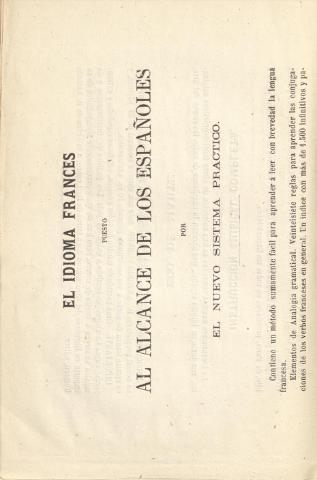 EL IDIOMA FRANCES
PUESTO
AL ALCANCE DE LOS ESPAÑOLES
POR
EL NUEVO SISTEMA PRACTICO.
Contiene un método sumamente fácil para aprender á leer con brevedad la lengua
francesa.
Elementos de Analogía gramatical. Veintisiete reglas para aprender las conjuga-
ciones de los verbos franceses en general. Un índice con más de 1,500 infinitivos y pa-